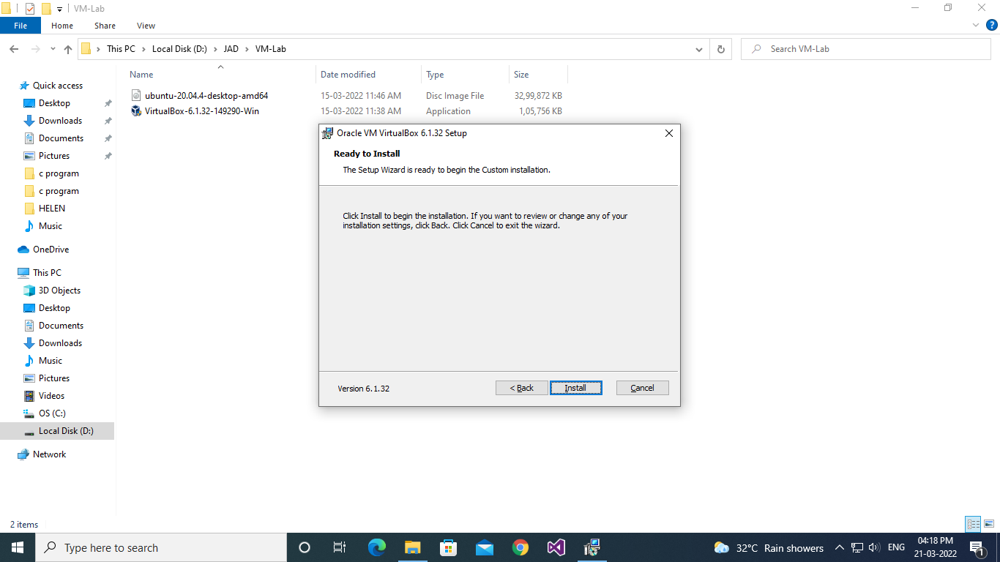 VM-Lab
File Home Share View
This PC Local Disk (D:) JAD VM-Lab
Search VM-Lab
Name Date modified Type Size
ubuntu-20.04.4-desktop-amd64 15-03-2022 11:46 AM Disc Image File 32,99,872 KB
VirtualBox-6.1.32-149290-Win 15-03-2022 11:38 AM Application 1,05,756 KB
Quick access
Desktop
Downloads
Documents
Pictures
c program
c program
HELEN
Music
OneDrive
This PC
3D Objects
Desktop
Documents
Downloads
Music
Pictures
Videos
OS (C:)
Local Disk (D:)
Network
Oracle VM VirtualBox 6.1.32 Setup
Ready to Install
The Setup Wizard is ready to begin the Custom installation.
Click Install to begin the installation. If you want to review or change any of your
installation settings, click Back. Click Cancel to exit the wizard.
Version 6.1.32
< Back Install Cancel
2 items
Type here to search
32°C Rain showers
ENG
04:18 PM
21-03-2022
1